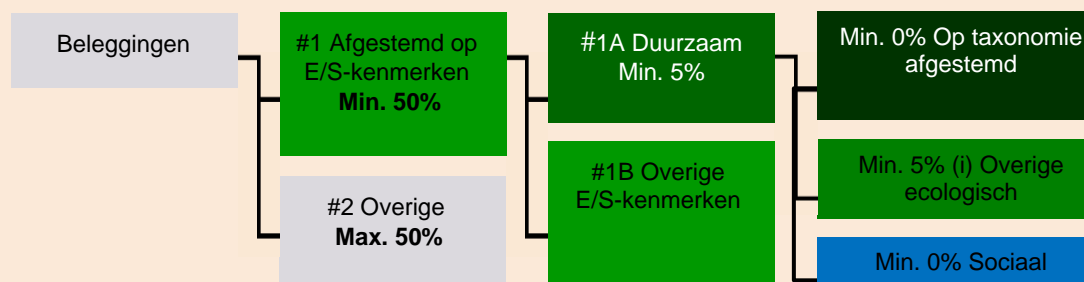 Beleggingen
#1 Afgestemd op
E/S-kenmerken
Min. 50%
#2 Overige
Max. 50%
#1A Duurzaam
Min. 5%
#1B Overige
E/S-kenmerken
Min. 0% Op taxonomie
afgestemd
Min. 5% (i) Overige
ecologisch
Min. 0% Sociaal